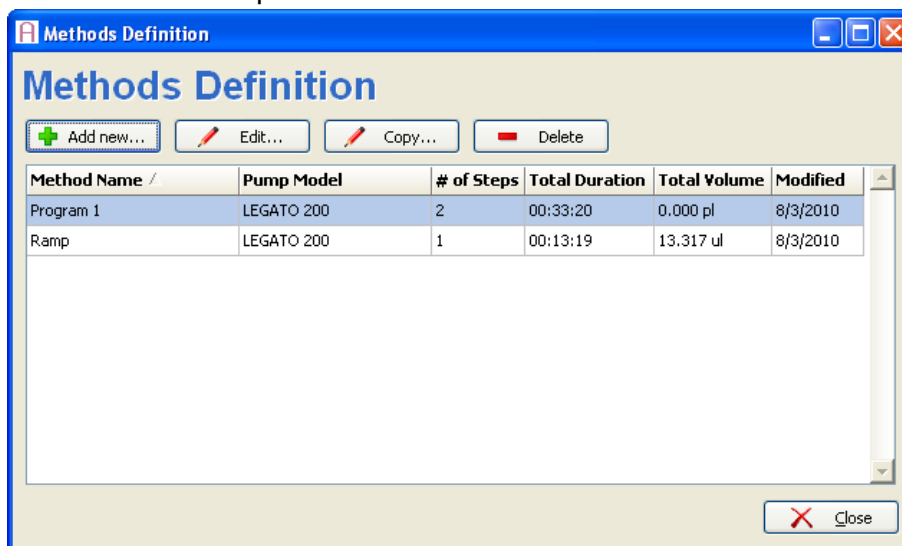 Methods Definition
Methods Definition
Add new... Edit... Copy... Delete
Method Name Pump Model # of Steps Total Duration Total Volume Modified
Program 1 LEGATO 200 2 00:33:20 0.000 pl 8/3/2010
Ramp LEGATO 200 1 00:13:19 13.317 ul 8/3/2010
Close